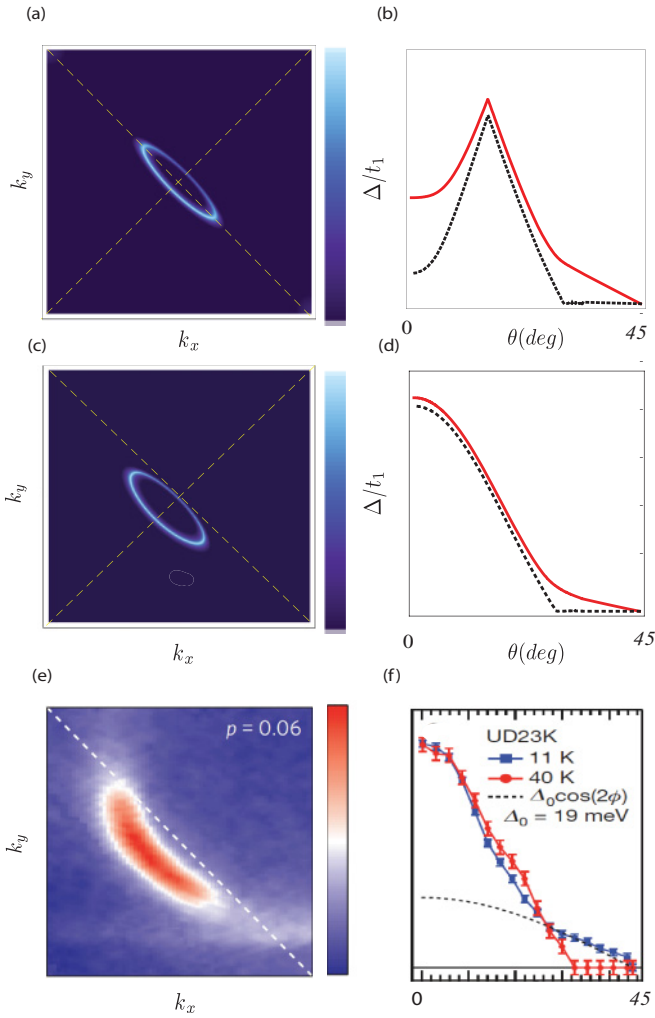 (a)
(b)
k_y
k_x
Δ/t_1
0
θ(deg)
45
(c)
(d)
k_y
k_x
Δ/t_1
0
θ(deg)
45
(e)
(f)
p = 0.06
k_y
k_x
UD23K
11 K
40 K
Δ_0cos(2ϕ)
Δ_0 = 19 meV
0
45